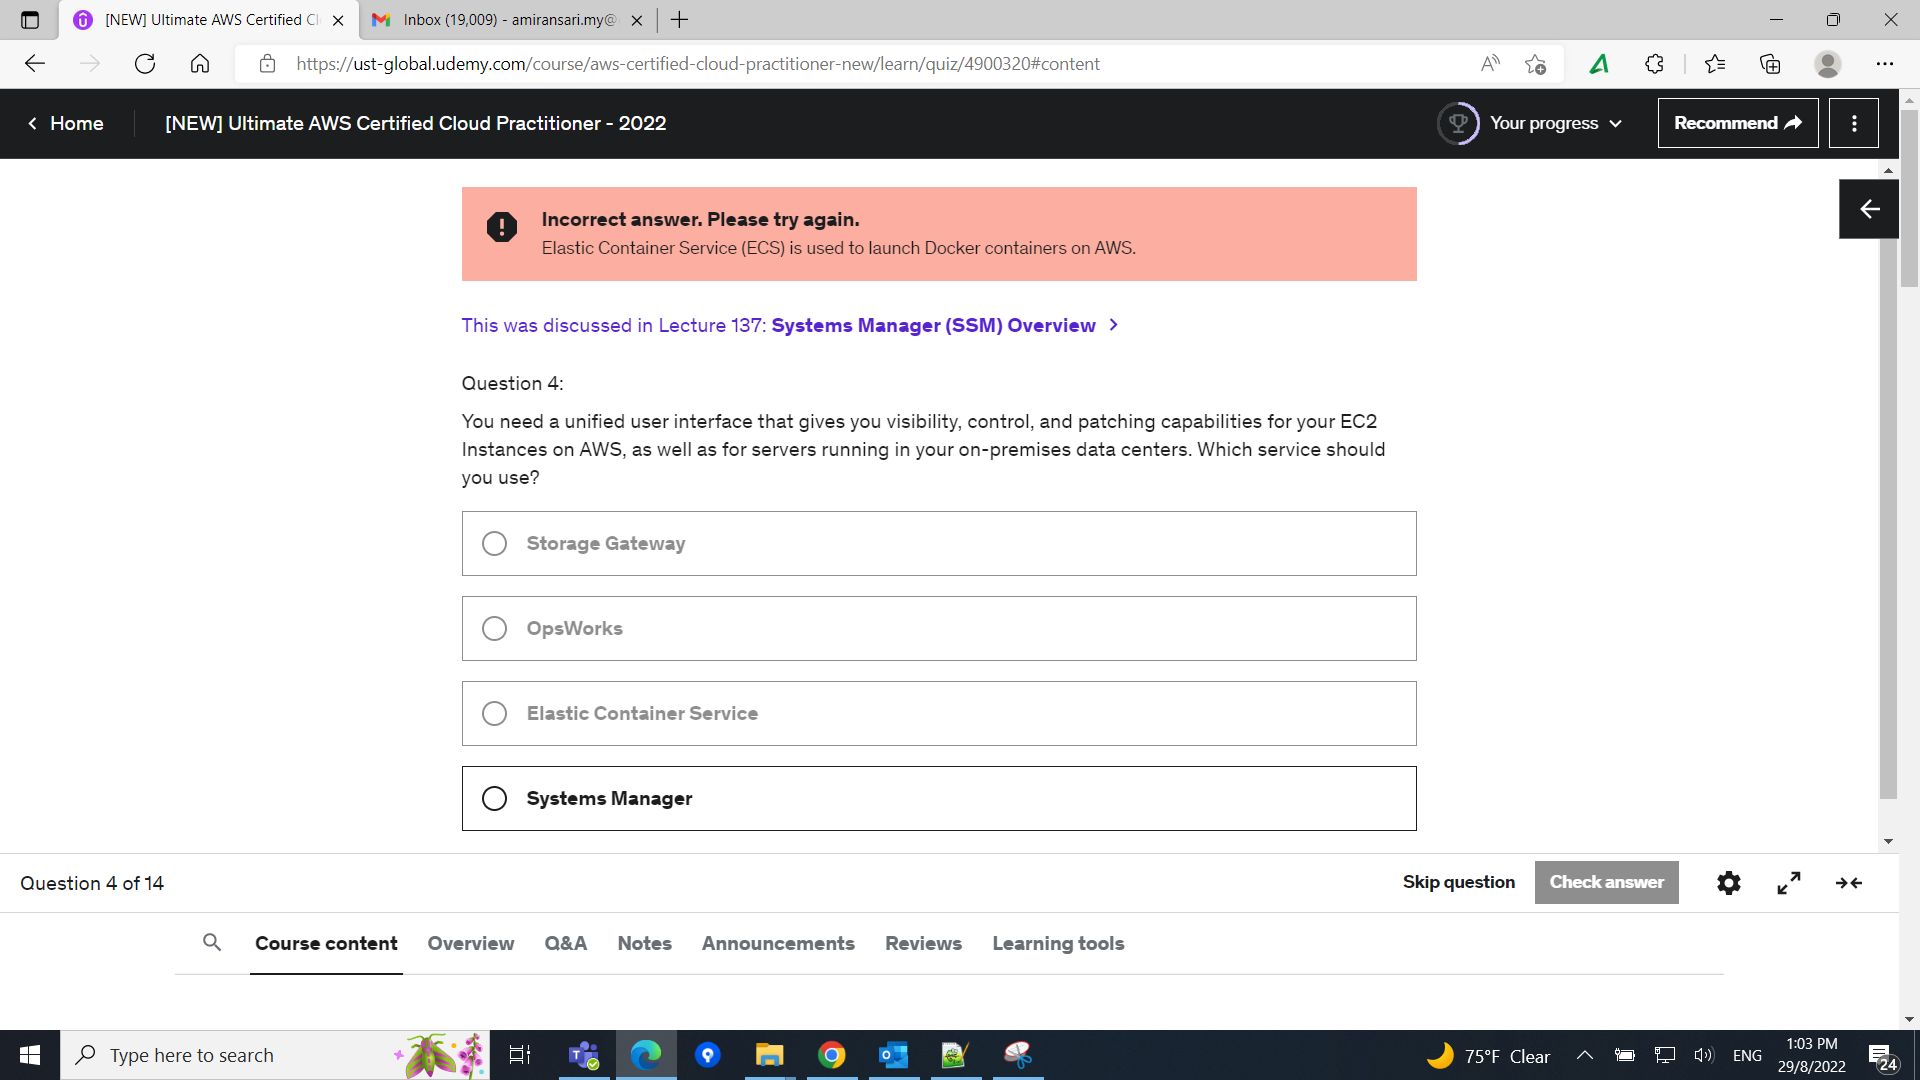 [NEW] Ultimate AWS Certified Cl
Inbox (19,009) - amiransari.my@
https://ust-global.udemy.com/course/aws-certified-cloud-practitioner-new/learn/quiz/4900320#content
Home
[NEW] Ultimate AWS Certified Cloud Practitioner - 2022
Your progress
Recommend
Incorrect answer. Please try again.
Elastic Container Service (ECS) is used to launch Docker containers on AWS.
This was discussed in Lecture 137: Systems Manager (SSM) Overview
Question 4:
You need a unified user interface that gives you visibility, control, and patching capabilities for your EC2
Instances on AWS, as well as for servers running in your on-premises data centers. Which service should
you use?
Storage Gateway
OpsWorks
Elastic Container Service
Systems Manager
Question 4 of 14
Skip question
Check answer
Course content
Overview
Q&A
Notes
Announcements
Reviews
Learning tools
Type here to search
75°F Clear
ENG
1:03 PM
29/8/2022
24